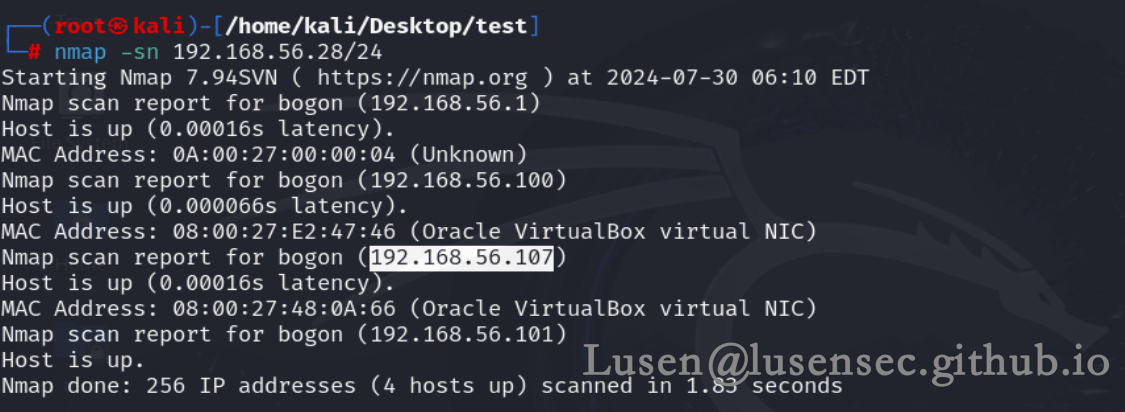 ┌──(root㉿kali)-[/home/kali/Desktop/test]
└─# nmap -sn 192.168.56.28/24
Starting Nmap 7.94SVN ( https://nmap.org ) at 2024-07-30 06:10 EDT
Nmap scan report for bogon (192.168.56.1)
Host is up (0.00016s latency).
MAC Address: 0A:00:27:00:00:04 (Unknown)
Nmap scan report for bogon (192.168.56.100)
Host is up (0.000066s latency).
MAC Address: 08:00:27:E2:47:46 (Oracle VirtualBox virtual NIC)
Nmap scan report for bogon (192.168.56.107)
Host is up (0.00016s latency).
MAC Address: 08:00:27:48:0A:66 (Oracle VirtualBox virtual NIC)
Nmap scan report for bogon (192.168.56.101)
Host is up.
Nmap done: 256 IP addresses (4 hosts up) scanned in 1.83 seconds
Lusen@lusensec.github.io